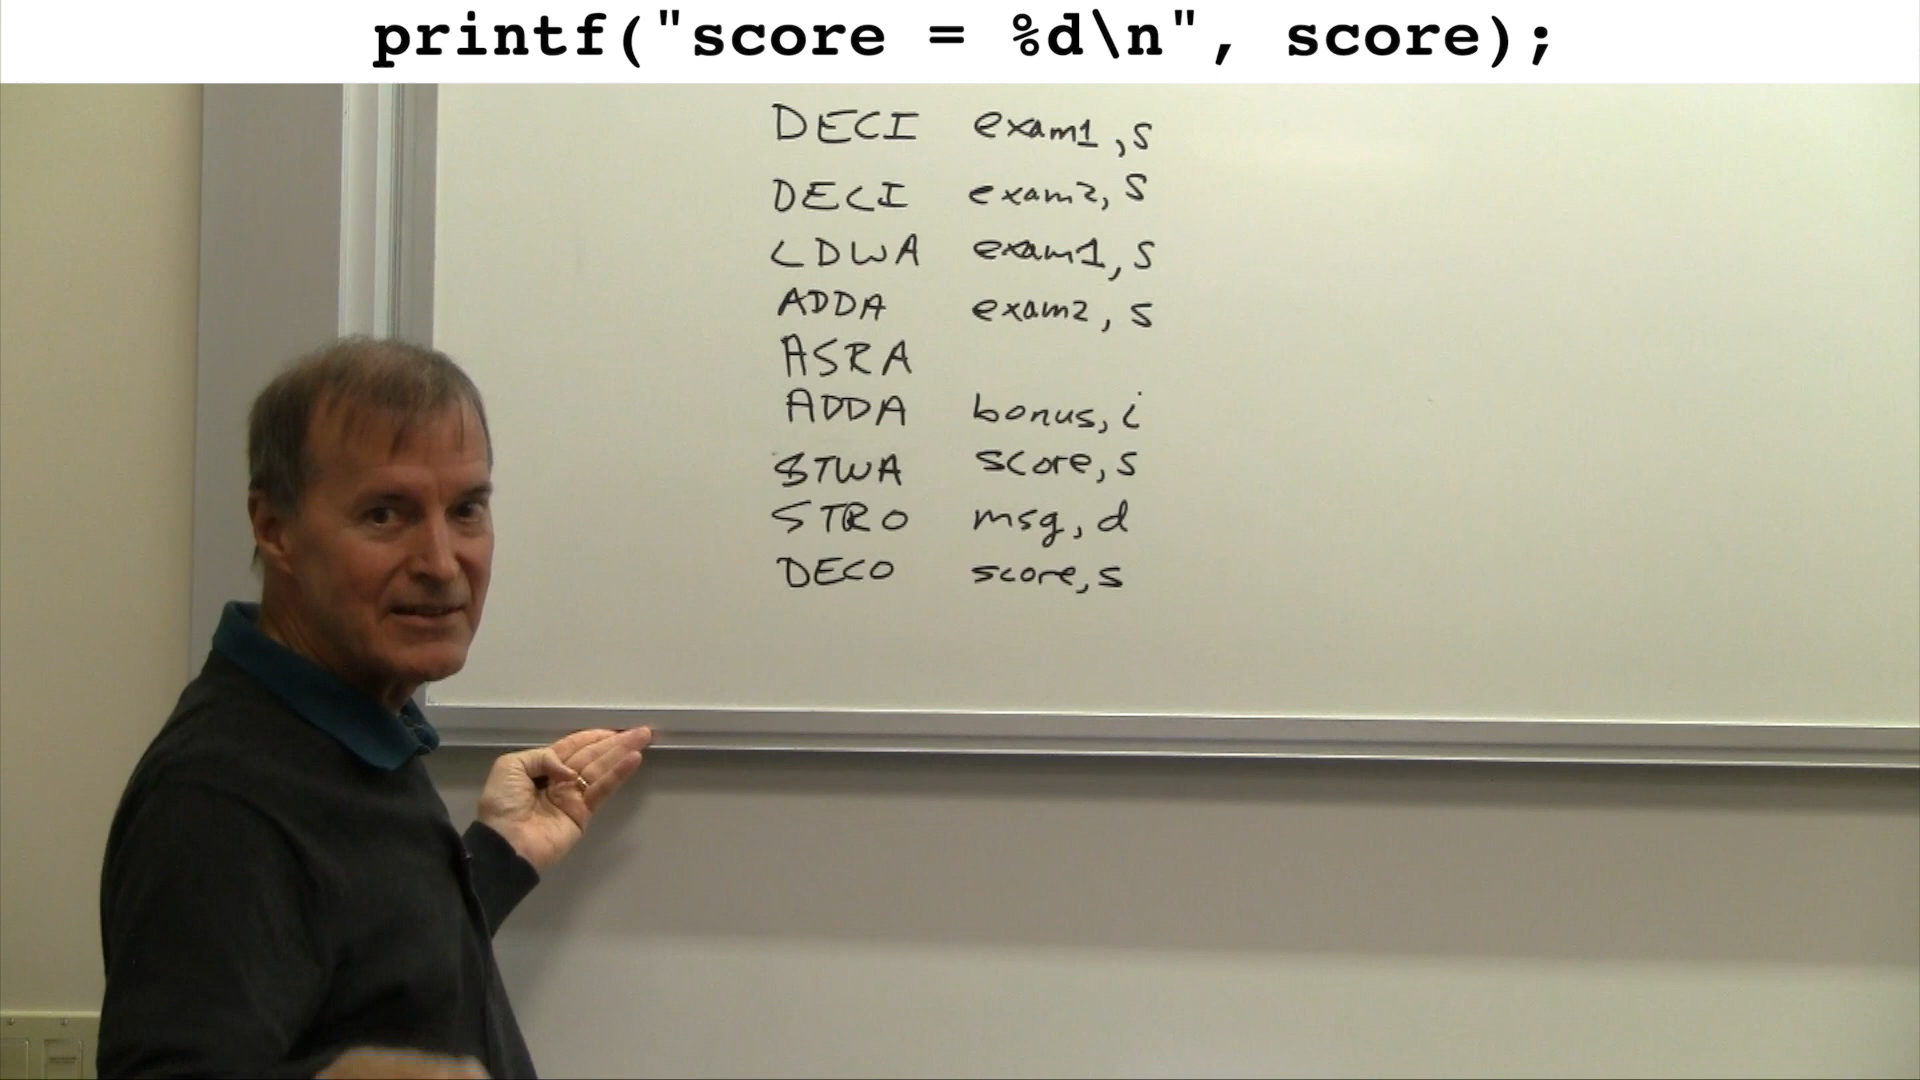 printf("score = %d\n", score);
DECI exam1,s
DECI exam2,s
LDWA exam1,s
ADDA exam2,s
ASRA
ADDA bonus,i
STWA score,s
STRO msg,d
DECO score,s